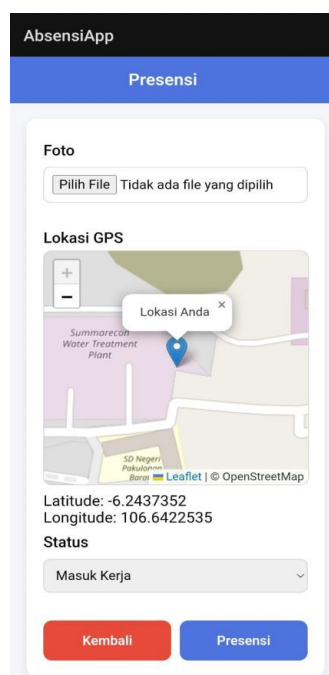 AbsensiApp
Presensi
Foto
Pilih File Tidak ada file yang dipilih
Lokasi GPS
+
−
Lokasi Anda ×
Summarecon
Water Treatment
Plant
SD Negeri
Pakulonan
Barat
Leaflet | © OpenStreetMap
Latitude: -6.2437352
Longitude: 106.6422535
Status
Masuk Kerja
Kembali Presensi